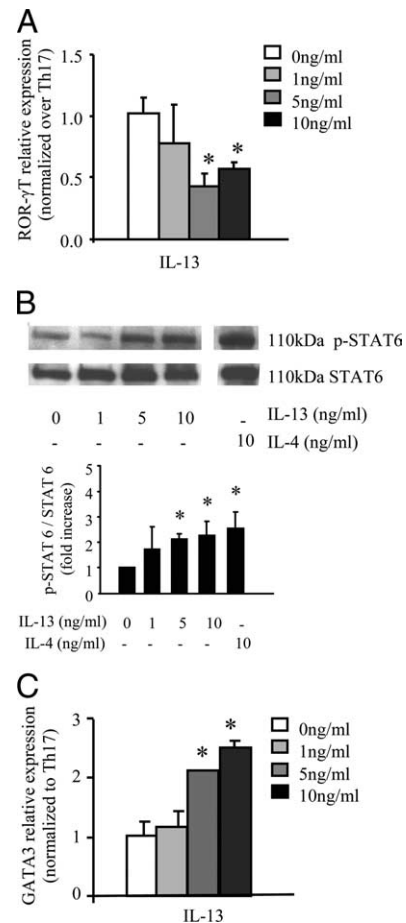 A
ROR-γT relative expression
(normalized over Th17)
1.5
1.0
0.5
0.0
* *
IL-13
0ng/ml
1ng/ml
5ng/ml
10ng/ml
B
110kDa p-STAT6
110kDa STAT6
0 1 5 10 - IL-13 (ng/ml)
- - - - 10 IL-4 (ng/ml)
p-STAT 6 / STAT 6
(fold increase)
5
4
3
2
1
0
* * *
IL-13 (ng/ml) 0 1 5 10 -
IL-4 (ng/ml) - - - - 10
C
GATA3 relative expression
(normalized to Th17)
3
2
1
0
* *
IL-13
0ng/ml
1ng/ml
5ng/ml
10ng/ml